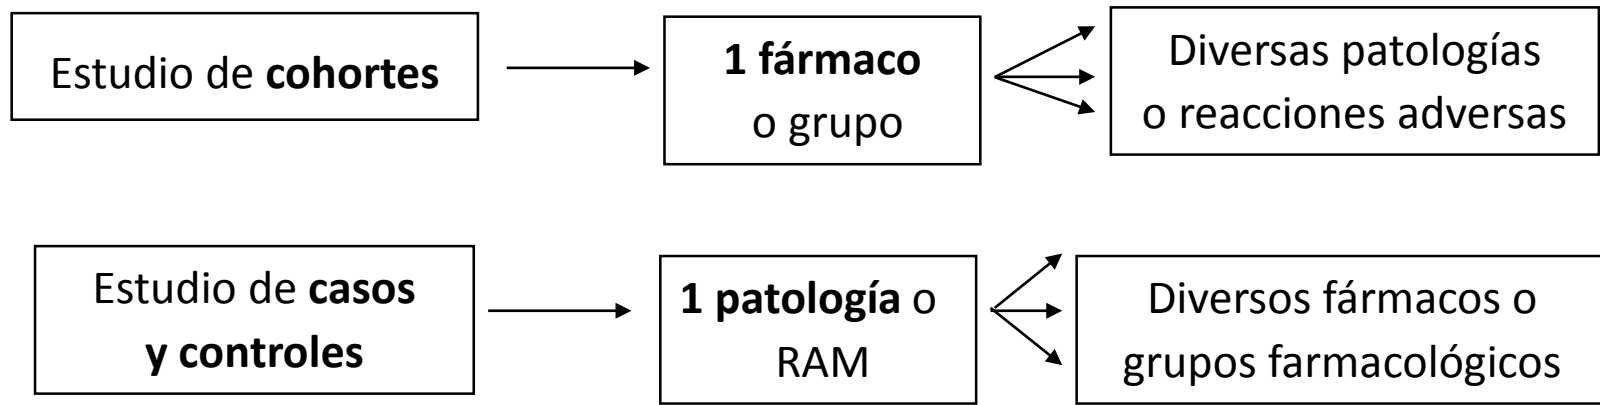 Estudio de cohortes
1 fármaco
o grupo
Diversas patologías
o reacciones adversas
Estudio de casos
y controles
1 patología o
RAM
Diversos fármacos o
grupos farmacológicos